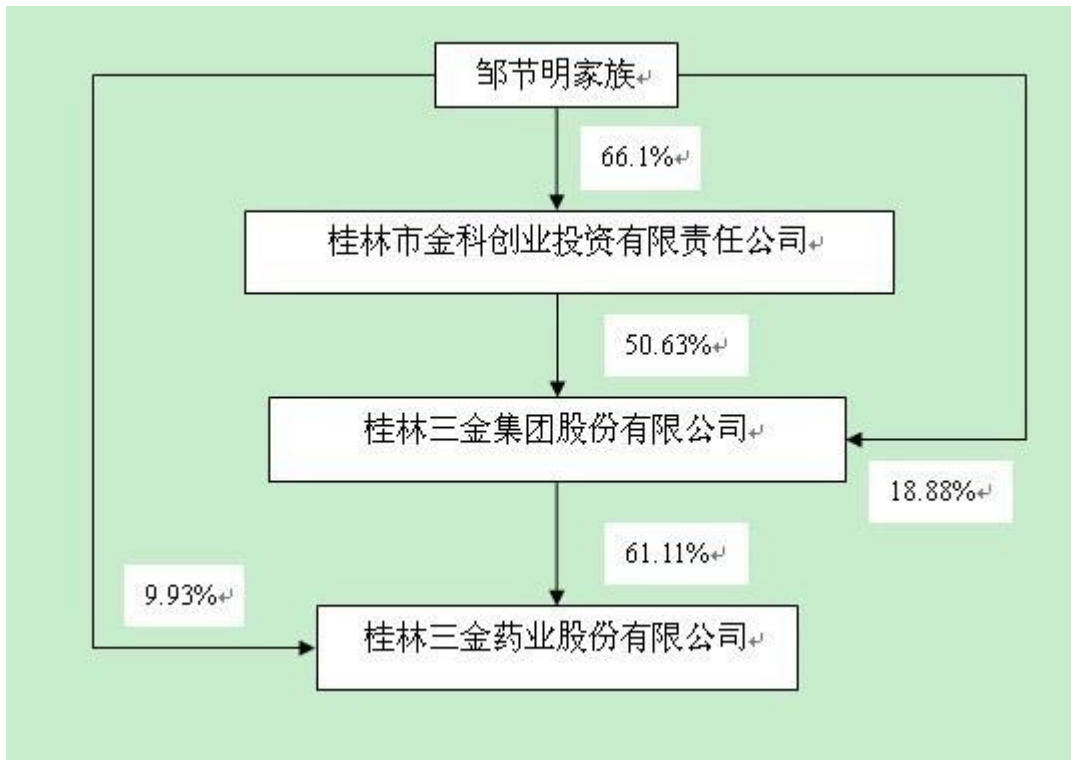 邹节明家族↵
66.1%↵
桂林市金科创业投资有限责任公司↵
50.63%↵
桂林三金集团股份有限公司↵
18.88%↵
61.11%↵
9.93%↵
桂林三金药业股份有限公司↵